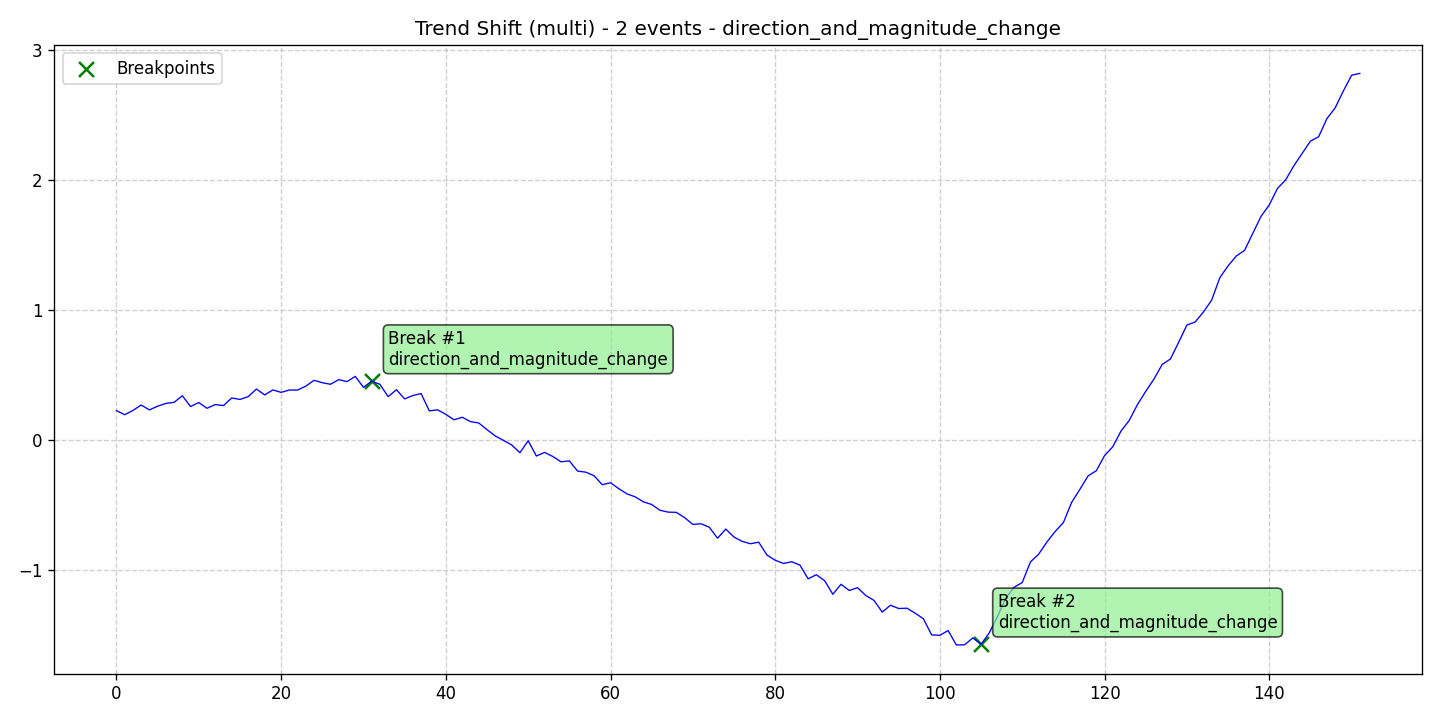 Trend Shift (multi) - 2 events - direction_and_magnitude_change
Breakpoints
3
2
1
0
−1
Break #1
direction_and_magnitude_change
Break #2
direction_and_magnitude_change
0
20
40
60
80
100
120
140